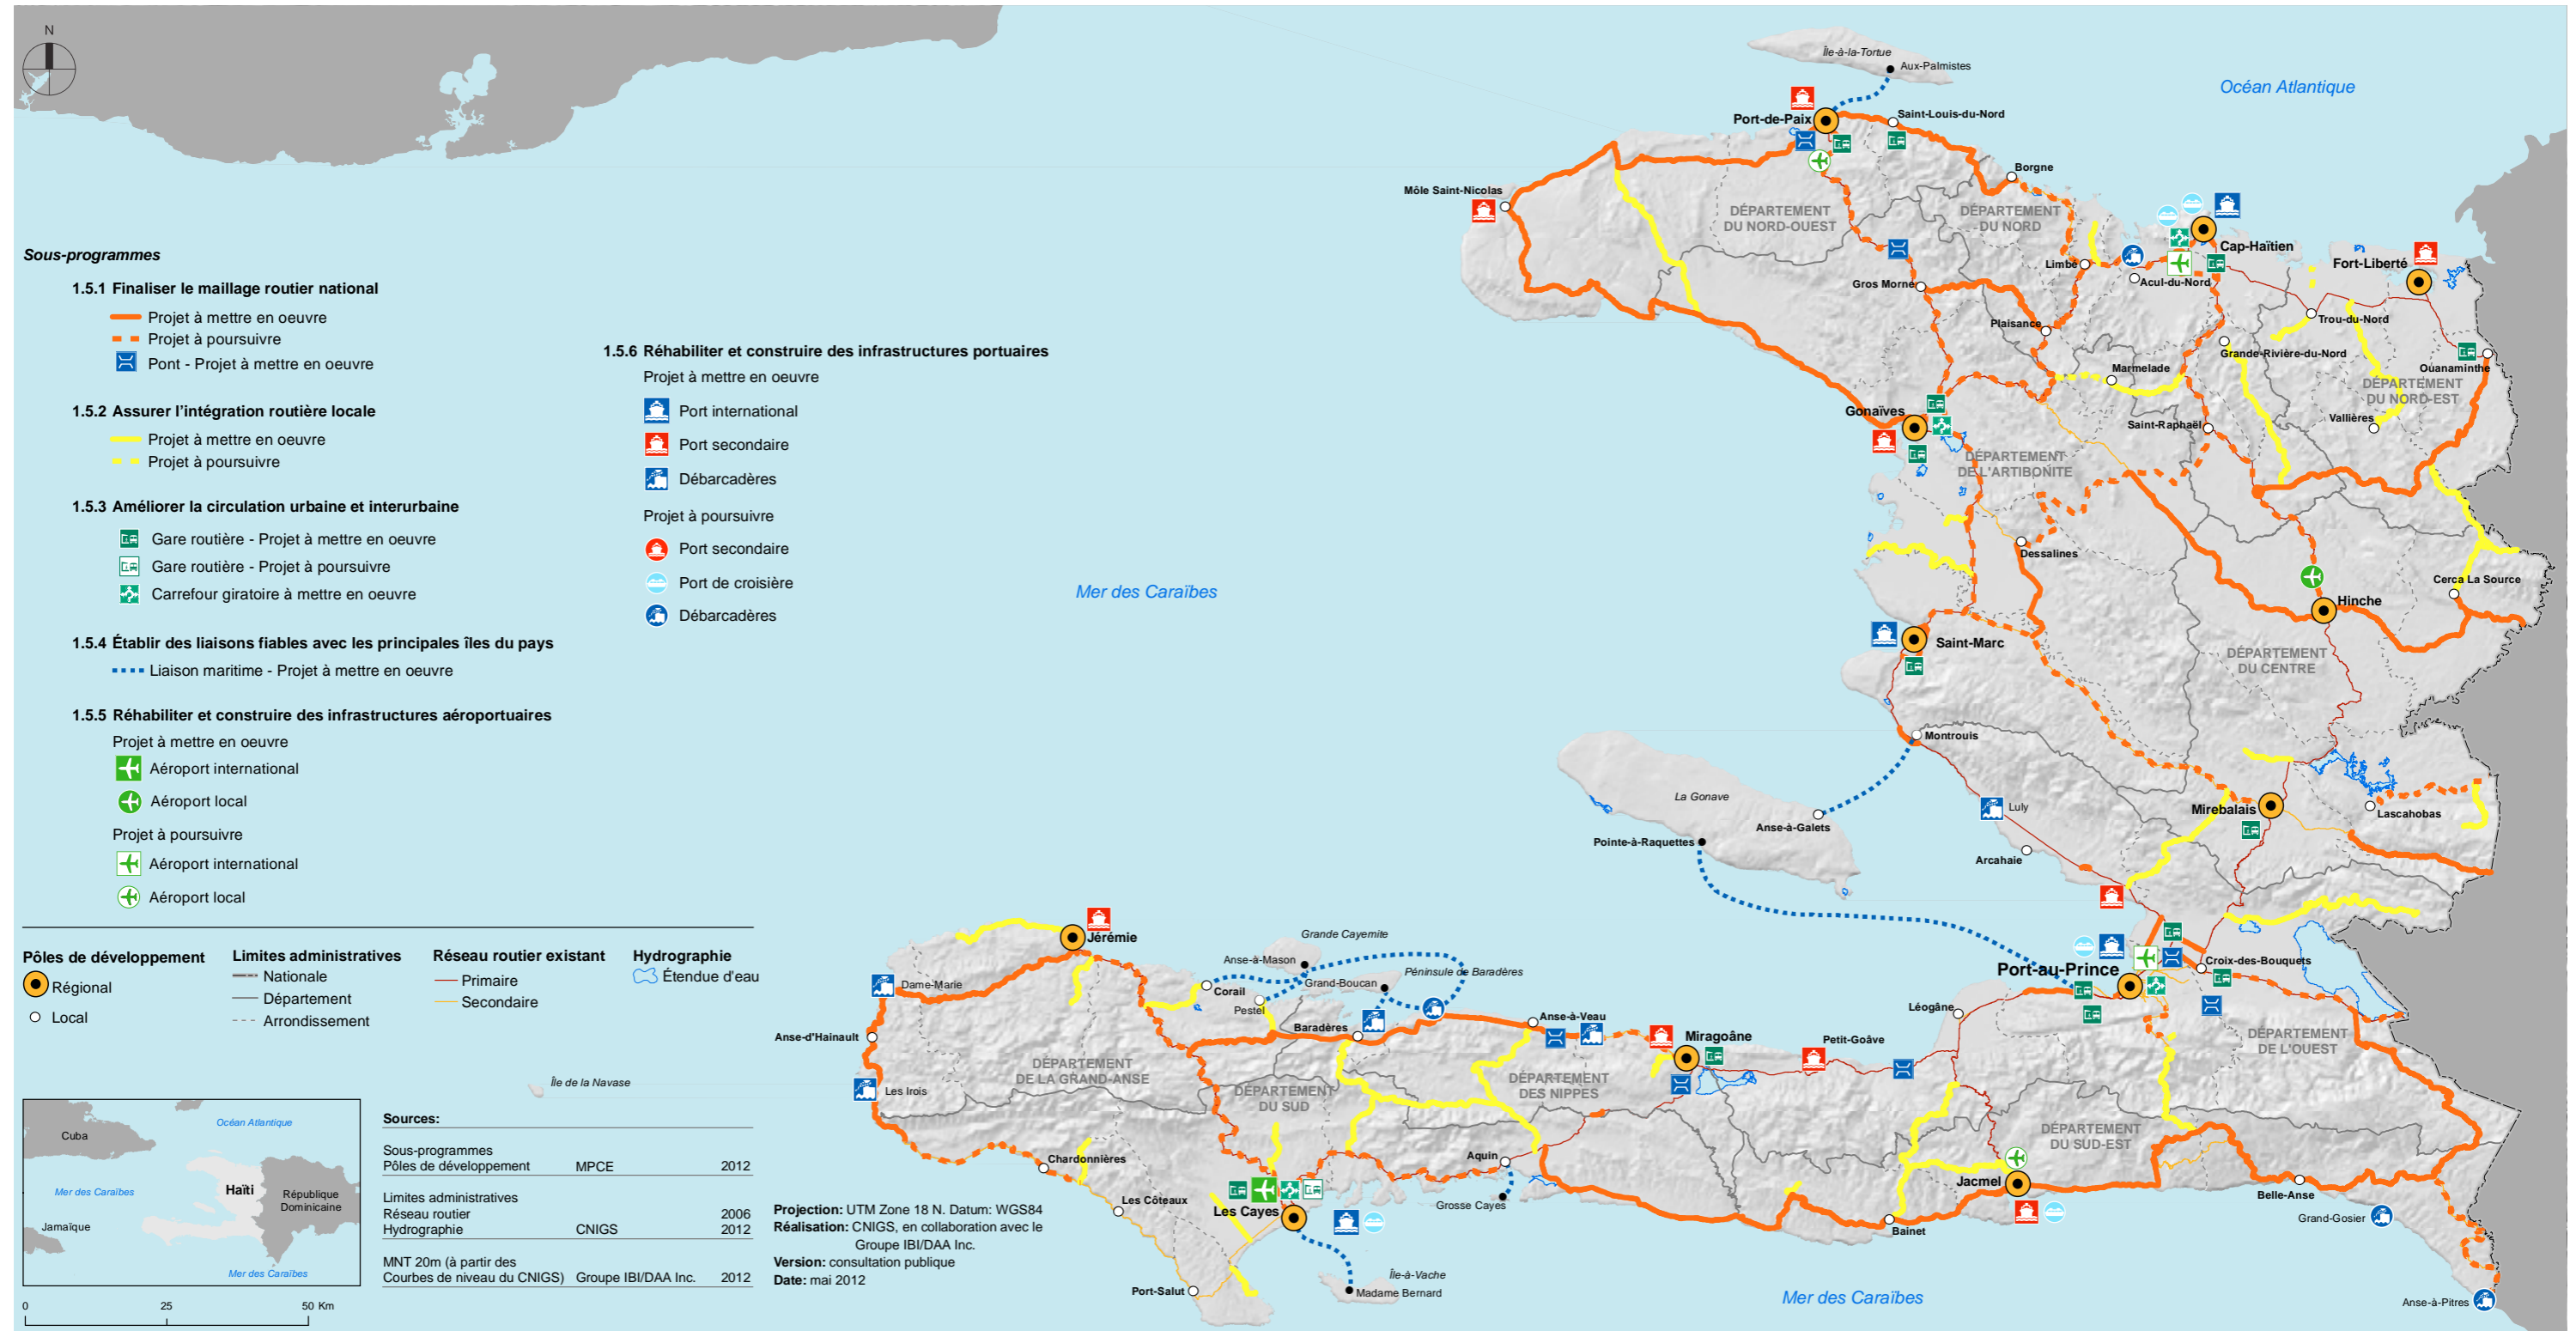 N
Sous-programmes
1.5.1 Finaliser le maillage routier national
Projet à mettre en oeuvre
Projet à poursuivre
Pont - Projet à mettre en oeuvre
1.5.2 Assurer l'intégration routière locale
Projet à mettre en oeuvre
Projet à poursuivre
1.5.3 Améliorer la circulation urbaine et interurbaine
Gare routière - Projet à mettre en oeuvre
Gare routière - Projet à poursuivre
Carrefour giratoire à mettre en oeuvre
1.5.4 Établir des liaisons fiables avec les principales îles du pays
Liaison maritime - Projet à mettre en oeuvre
1.5.5 Réhabiliter et construire des infrastructures aéroportuaires
Projet à mettre en oeuvre
Aéroport international
Aéroport local
Projet à poursuivre
Aéroport international
Aéroport local
1.5.6 Réhabiliter et construire des infrastructures portuaires
Projet à mettre en oeuvre
Port international
Port secondaire
Débarcadères
Projet à poursuivre
Port secondaire
Port de croisière
Débarcadères
Pôles de développement
Régional
Local
Limites administratives
Nationale
Département
Arrondissement
Réseau routier existant
Primaire
Secondaire
Hydrographie
Étendue d'eau
Cuba
Océan Atlantique
Mer des Caraïbes
Haïti
République
Dominicaine
Jamaïque
Mer des Caraïbes
0 25 50 Km
Sources:
Sous-programmes
Pôles de développement MPCE 2012
Limites administratives
Réseau routier 2006
Hydrographie CNIGS 2012
MNT 20m (à partir des
Courbes de niveau du CNIGS) Groupe IBI/DAA Inc. 2012
Projection: UTM Zone 18 N. Datum: WGS84
Réalisation: CNIGS, en collaboration avec le
Groupe IBI/DAA Inc.
Version: consultation publique
Date: mai 2012
Île-à-la-Tortue
Aux-Palmistes
Océan Atlantique
Port-de-Paix
Saint-Louis-du-Nord
Borgne
Môle Saint-Nicolas
DÉPARTEMENT
DU NORD-OUEST
DÉPARTEMENT
DU NORD
Cap-Haïtien
Limbé
Acul-du-Nord
Fort-Liberté
Gros Morne
Plaisance
Trou-du-Nord
Grande-Rivière-du-Nord
Ouanaminthe
Marmelade
DÉPARTEMENT
DU NORD-EST
Gonaïves
Saint-Raphaël
Vallières
DÉPARTEMENT
DE L'ARTIBONITE
Dessalines
Cerca La Source
Hinche
Mer des Caraïbes
Saint-Marc
DÉPARTEMENT
DU CENTRE
Montrouis
La Gonave
Anse-à-Galets
Pointe-à-Raquettes
Luly
Mirebalais
Lascahobas
Arcahaie
Jérémie
Grande Cayemite
Anse-à-Mason
Péninsule de Baradères
Grand-Boucan
Dame-Marie
Corail
Pestel
Port-au-Prince
Croix-des-Bouquets
Léogâne
Baradères
Anse-à-Veau
Anse-d'Hainault
Miragoâne
Petit-Goâve
DÉPARTEMENT
DE L'OUEST
DÉPARTEMENT
DE LA GRAND-ANSE
Île de la Navase
Les Irois
DÉPARTEMENT
DU SUD
DÉPARTEMENT
DES NIPPES
DÉPARTEMENT
DU SUD-EST
Chardonnières
Aquin
Jacmel
Les Côteaux
Les Cayes
Grosse Cayes
Bainet
Belle-Anse
Grand-Gosier
Île-à-Vache
Port-Salut
Madame Bernard
Mer des Caraïbes
Anse-à-Pitres